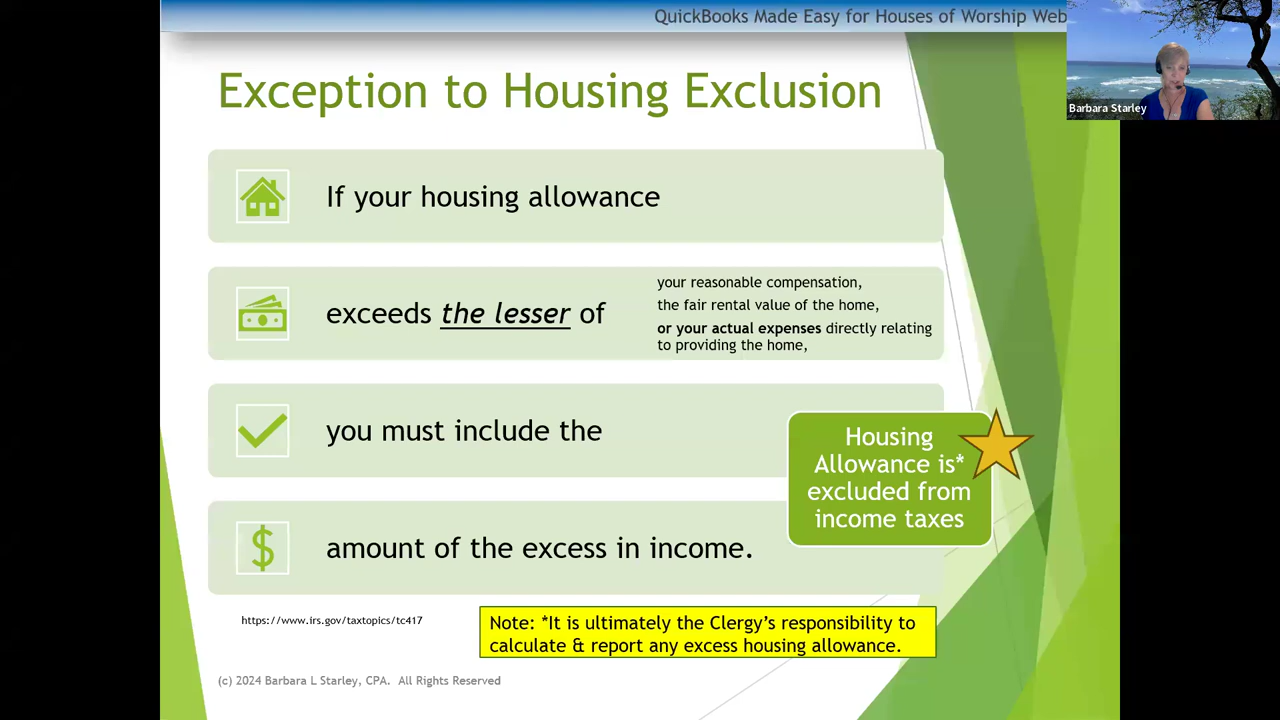 QuickBooks Made Easy for Houses of Worship Web
Barbara Starley
Exception to Housing Exclusion
If your housing allowance
exceeds the lesser of
your reasonable compensation,
the fair rental value of the home,
or your actual expenses directly relating
to providing the home,
you must include the
Housing
Allowance is*
excluded from
income taxes
amount of the excess in income.
https://www.irs.gov/taxtopics/tc417
Note: *It is ultimately the Clergy's responsibility to
calculate & report any excess housing allowance.
(c) 2024 Barbara L Starley, CPA. All Rights Reserved